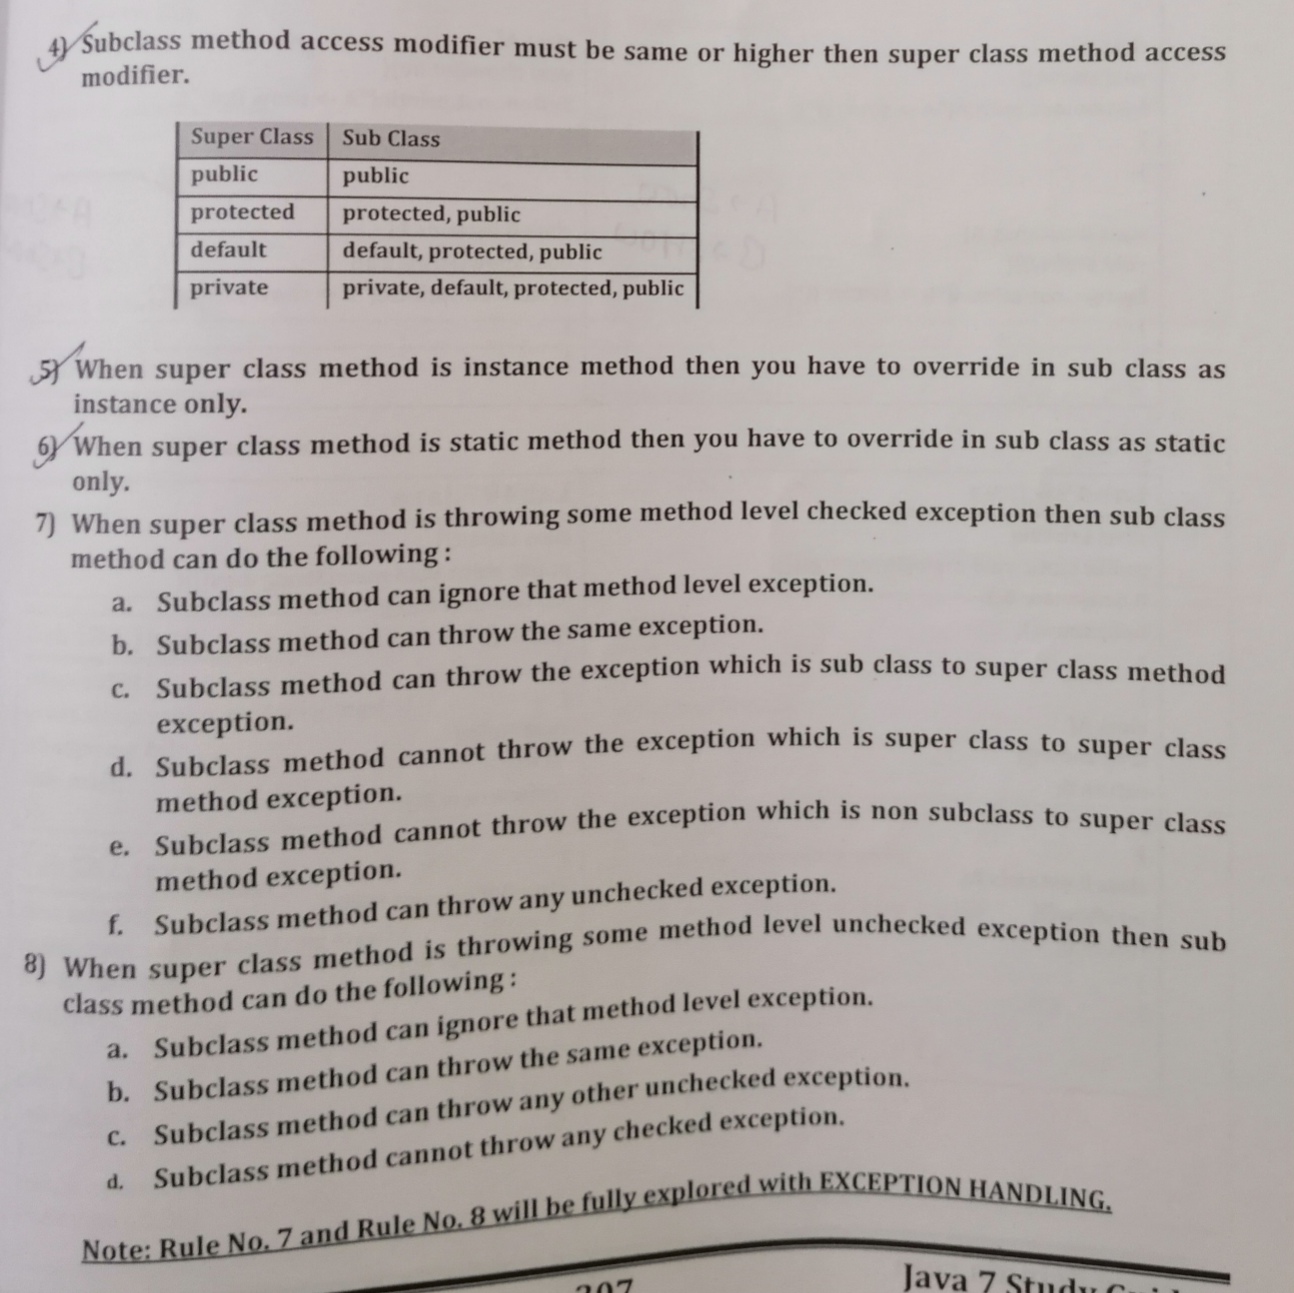 4) Subclass method access modifier must be same or higher then super class method access
modifier.
Super Class Sub Class
public public
protected protected, public
default default, protected, public
private private, default, protected, public
5) When super class method is instance method then you have to override in sub class as
instance only.
6) When super class method is static method then you have to override in sub class as static
only.
7) When super class method is throwing some method level checked exception then sub class
method can do the following :
a. Subclass method can ignore that method level exception.
b. Subclass method can throw the same exception.
c. Subclass method can throw the exception which is sub class to super class method
exception.
d. Subclass method cannot throw the exception which is super class to super class
method exception.
e. Subclass method cannot throw the exception which is non subclass to super class
method exception.
f. Subclass method can throw any unchecked exception.
8) When super class method is throwing some method level unchecked exception then sub
class method can do the following :
a. Subclass method can ignore that method level exception.
b. Subclass method can throw the same exception.
c. Subclass method can throw any other unchecked exception.
d. Subclass method cannot throw any checked exception.
Note: Rule No. 7 and Rule No. 8 will be fully explored with EXCEPTION HANDLING.
Java 7 Study